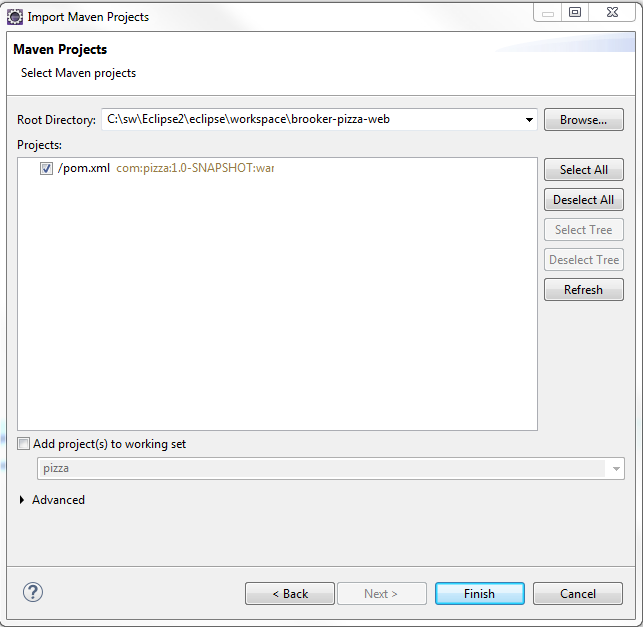 Import Maven Projects
Maven Projects
Select Maven projects
Root Directory: C:\sw\Eclipse2\eclipse\workspace\brooker-pizza-web Browse...
Projects:
/pom.xml com:pizza:1.0-SNAPSHOT:war
Select All
Deselect All
Select Tree
Deselect Tree
Refresh
Add project(s) to working set
pizza
Advanced
? < Back Next > Finish Cancel